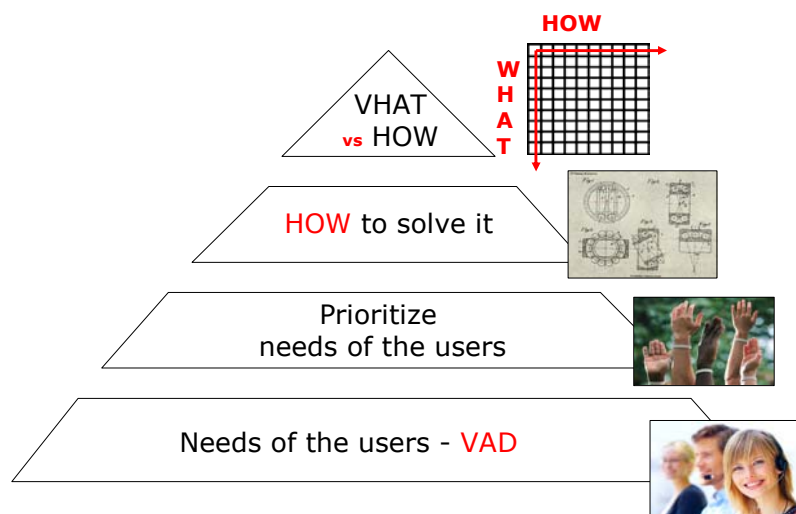 HOW
W
H
A
T
VHAT
vs HOW
HOW to solve it
Prioritize
needs of the users
Needs of the users - VAD